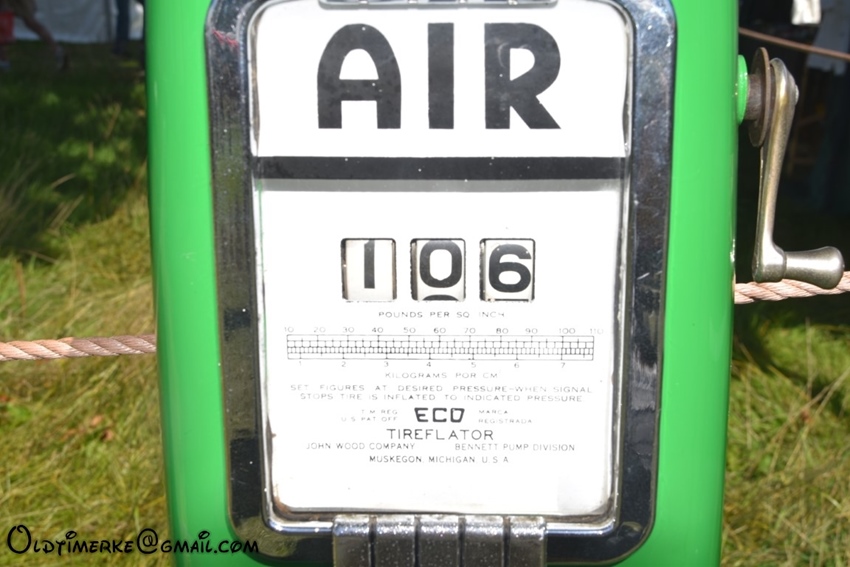 AIR
106
POUNDS PER SQ. INCH
10 20 30 40 50 60 70 80 90 100 110
1 2 3 4 5 6 7
KILOGRAMS POR CM
SET FIGURES AT DESIRED PRESSURE-WHEN SIGNAL
STOPS TIRE IS INFLATED TO INDICATED PRESSURE
T.M. REG. ECO MARCA
U.S. PAT. OFF. REGISTRADA
TIREFLATOR
JOHN WOOD COMPANY BENNETT PUMP DIVISION
MUSKEGON, MICHIGAN, U.S.A.
Oldtimerke@gmail.com